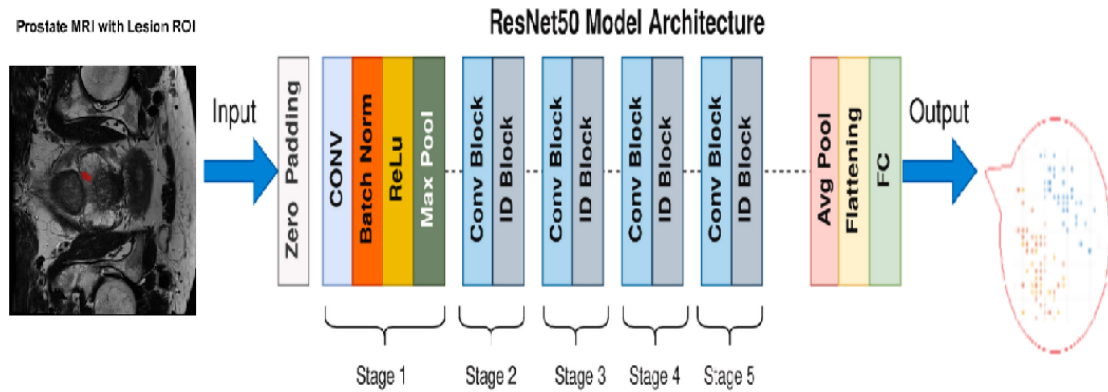 Prostate MRI with Lesion ROI
ResNet50 Model Architecture
Input
Zero Padding
CONV
Batch Norm
ReLu
Max Pool
Conv Block
ID Block
Conv Block
ID Block
Conv Block
ID Block
Conv Block
ID Block
Avg Pool
Flattening
FC
Output
Stage 1
Stage 2
Stage 3
Stage 4
Stage 5